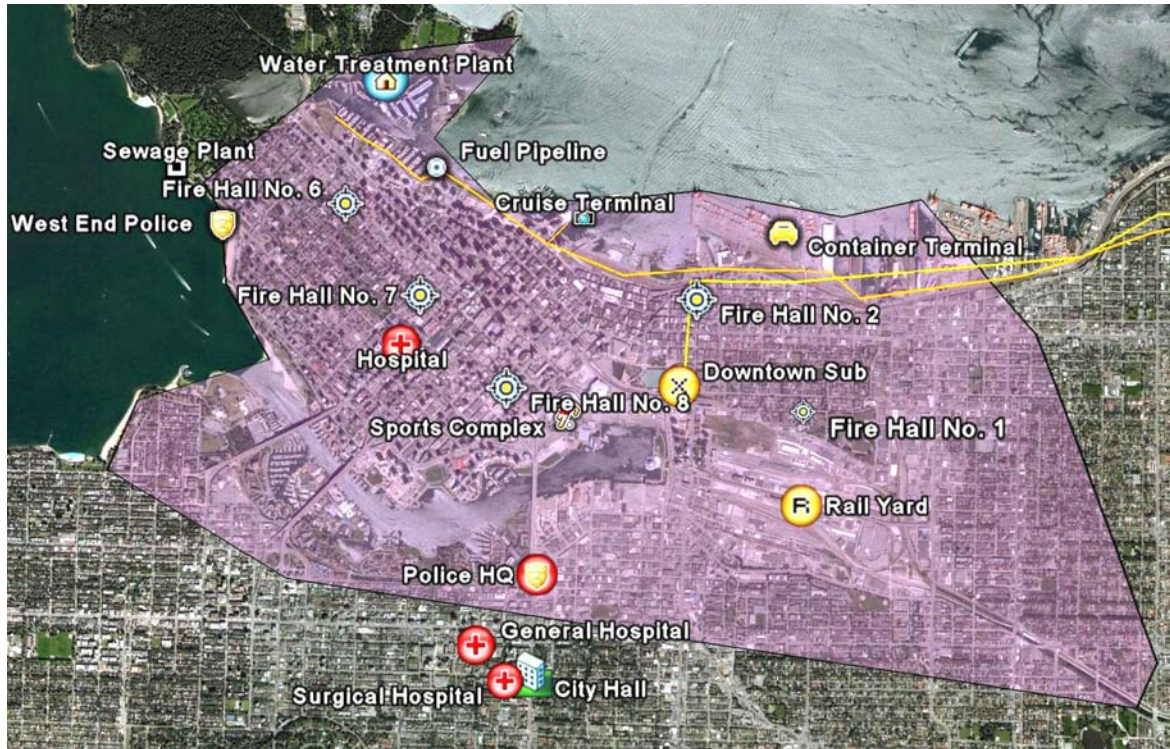 Water Treatment Plant
Sewage Plant
Fuel Pipeline
Fire Hall No. 6
Cruise Terminal
West End Police
Container Terminal
Fire Hall No. 7
Fire Hall No. 2
Hospital
Downtown Sub
Fire Hall No. 8
Sports Complex
Fire Hall No. 1
R
Rail Yard
Police HQ
General Hospital
Surgical Hospital
City Hall